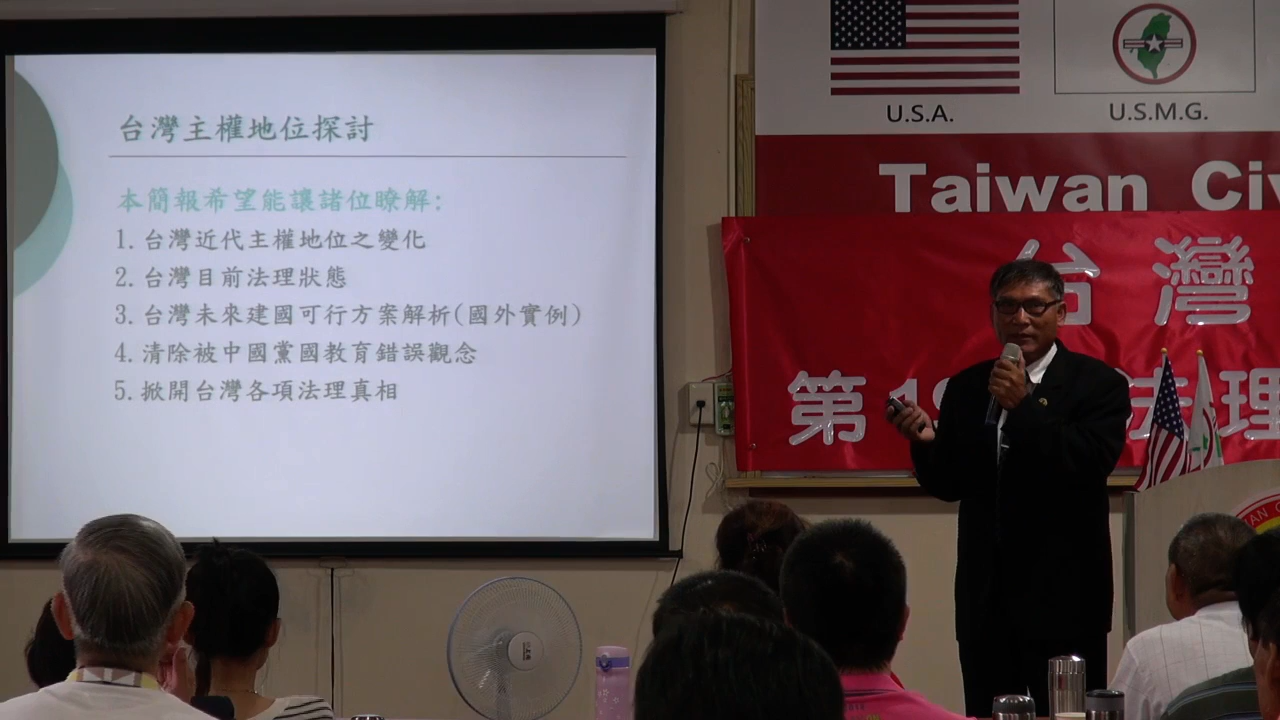 台灣主權地位探討
本簡報希望能讓諸位瞭解:
1. 台灣近代主權地位之變化
2. 台灣目前法理狀態
3. 台灣未來建國可行方案解析(國外實例)
4. 清除被中國黨國教育錯誤觀念
5. 掀開台灣各項法理真相
U.S.A.
U.S.M.G.
Taiwan Civ
台灣
第19 法理